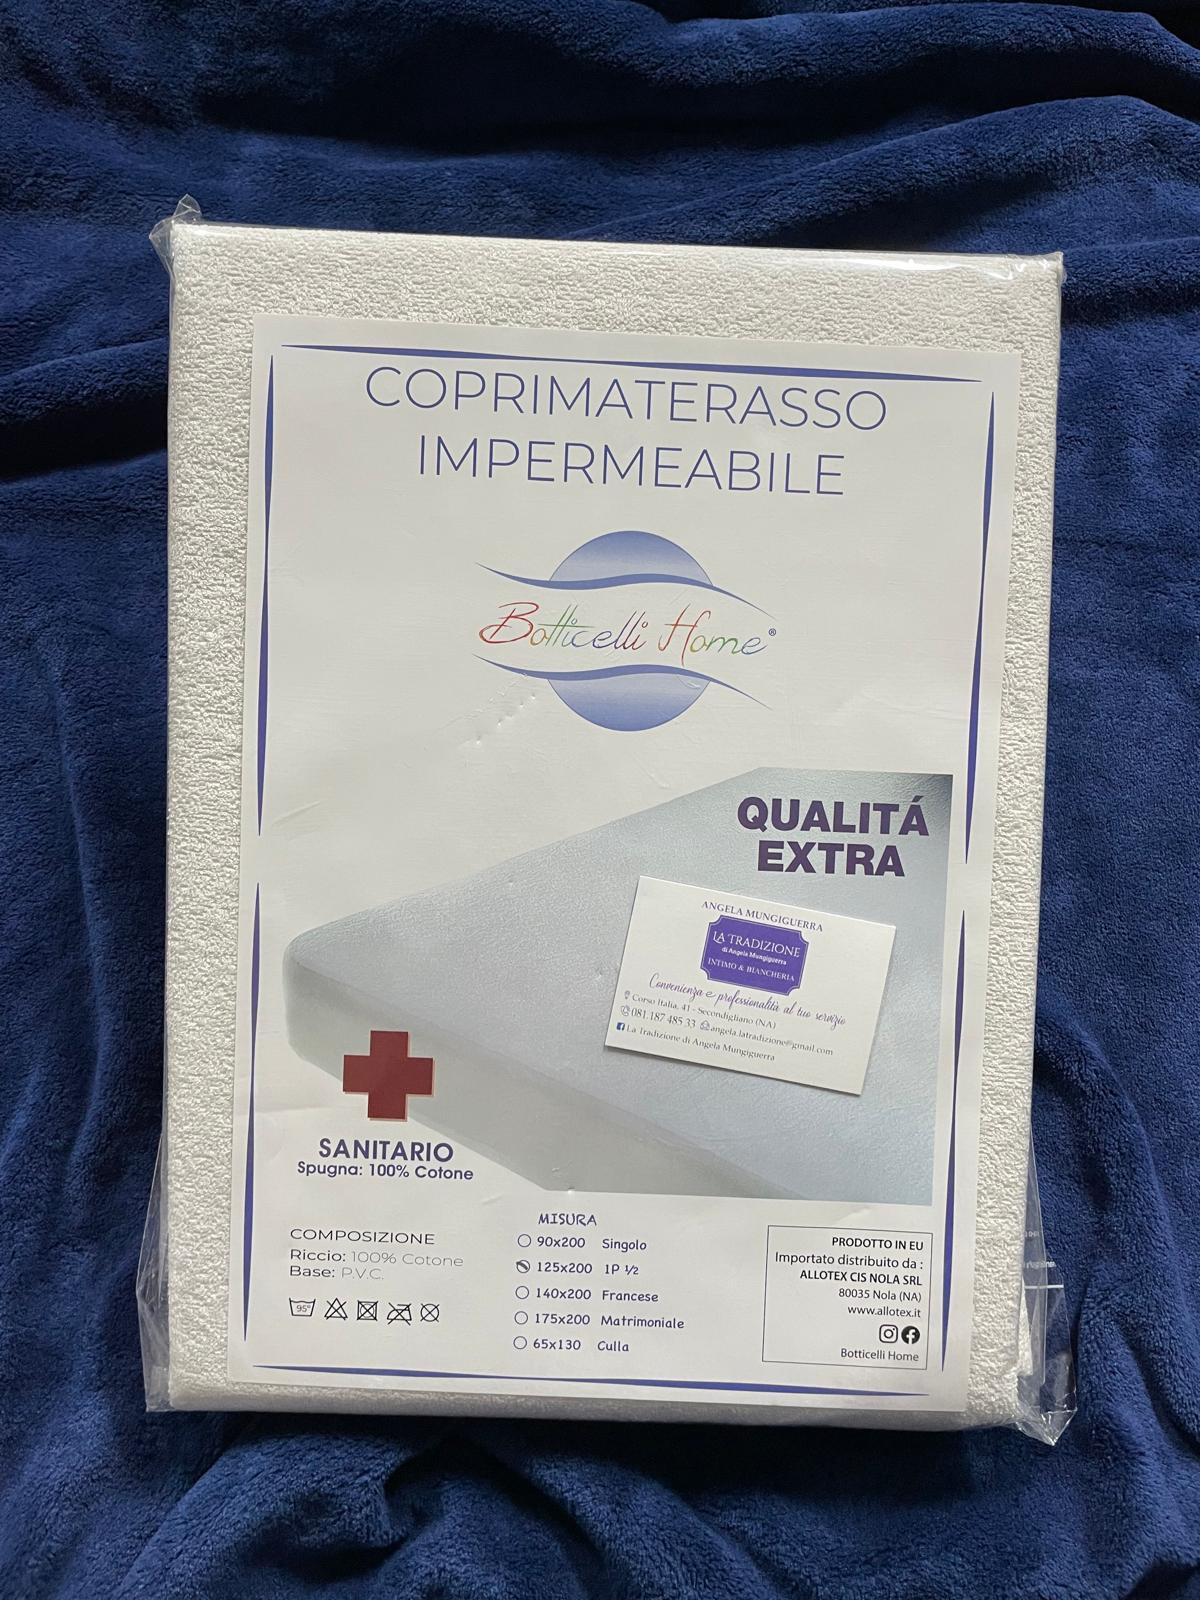 COPRIMATERASSO
IMPERMEABILE
Botticelli Home®
QUALITÁ
EXTRA
ANGELA MUNGIGUERRA
LA TRADIZIONE
di Angela Mungiguerra
INTIMO & BIANCHERIA
Convenienza e professionalità al tuo servizio
Corso Italia, 41 - Secondigliano (NA)
081.187 485 33 angela.latradizione@gmail.com
La Tradizione di Angela Mungiguerra
SANITARIO
Spugna: 100% Cotone
COMPOSIZIONE
Riccio: 100% Cotone
Base: P.V.C.
95°
MISURA
90x200 Singolo
125x200 1P ½
140x200 Francese
175x200 Matrimoniale
65x130 Culla
PRODOTTO IN EU
Importato distribuito da :
ALLOTEX CIS NOLA SRL
80035 Nola (NA)
www.allotex.it
Botticelli Home